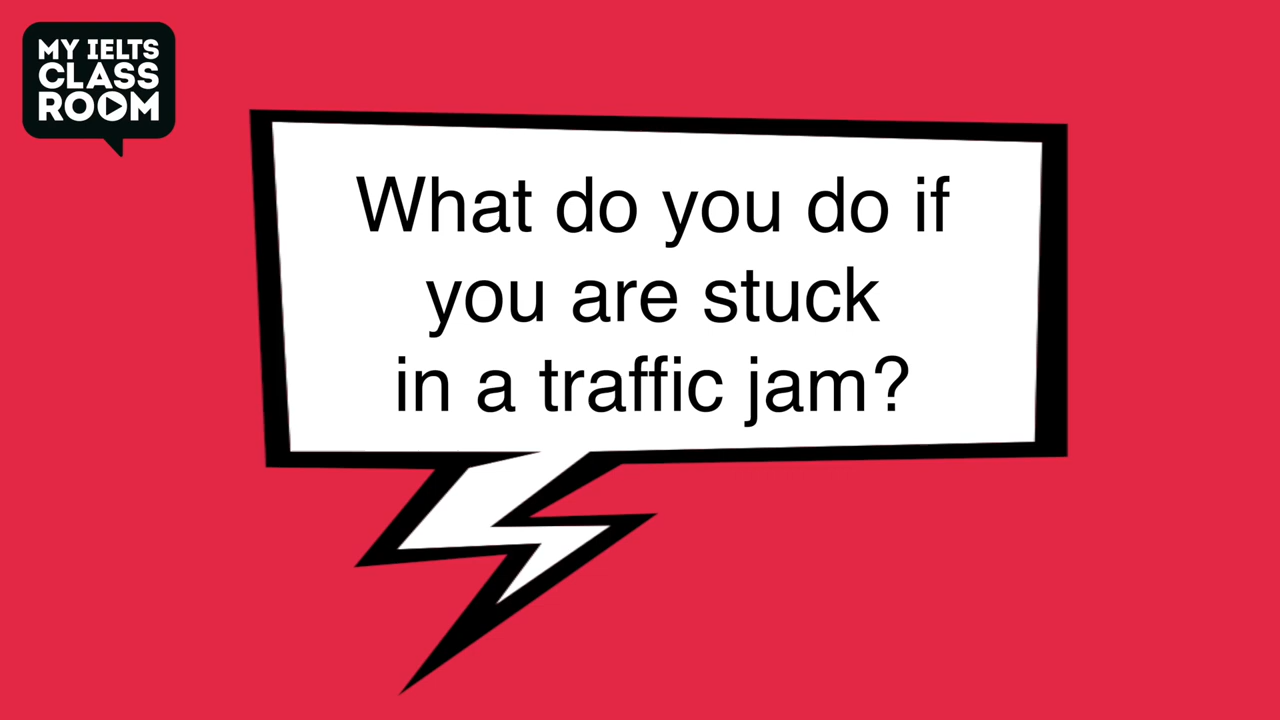 MY IELTS
CLASS
ROOM
What do you do if
you are stuck
in a traffic jam?